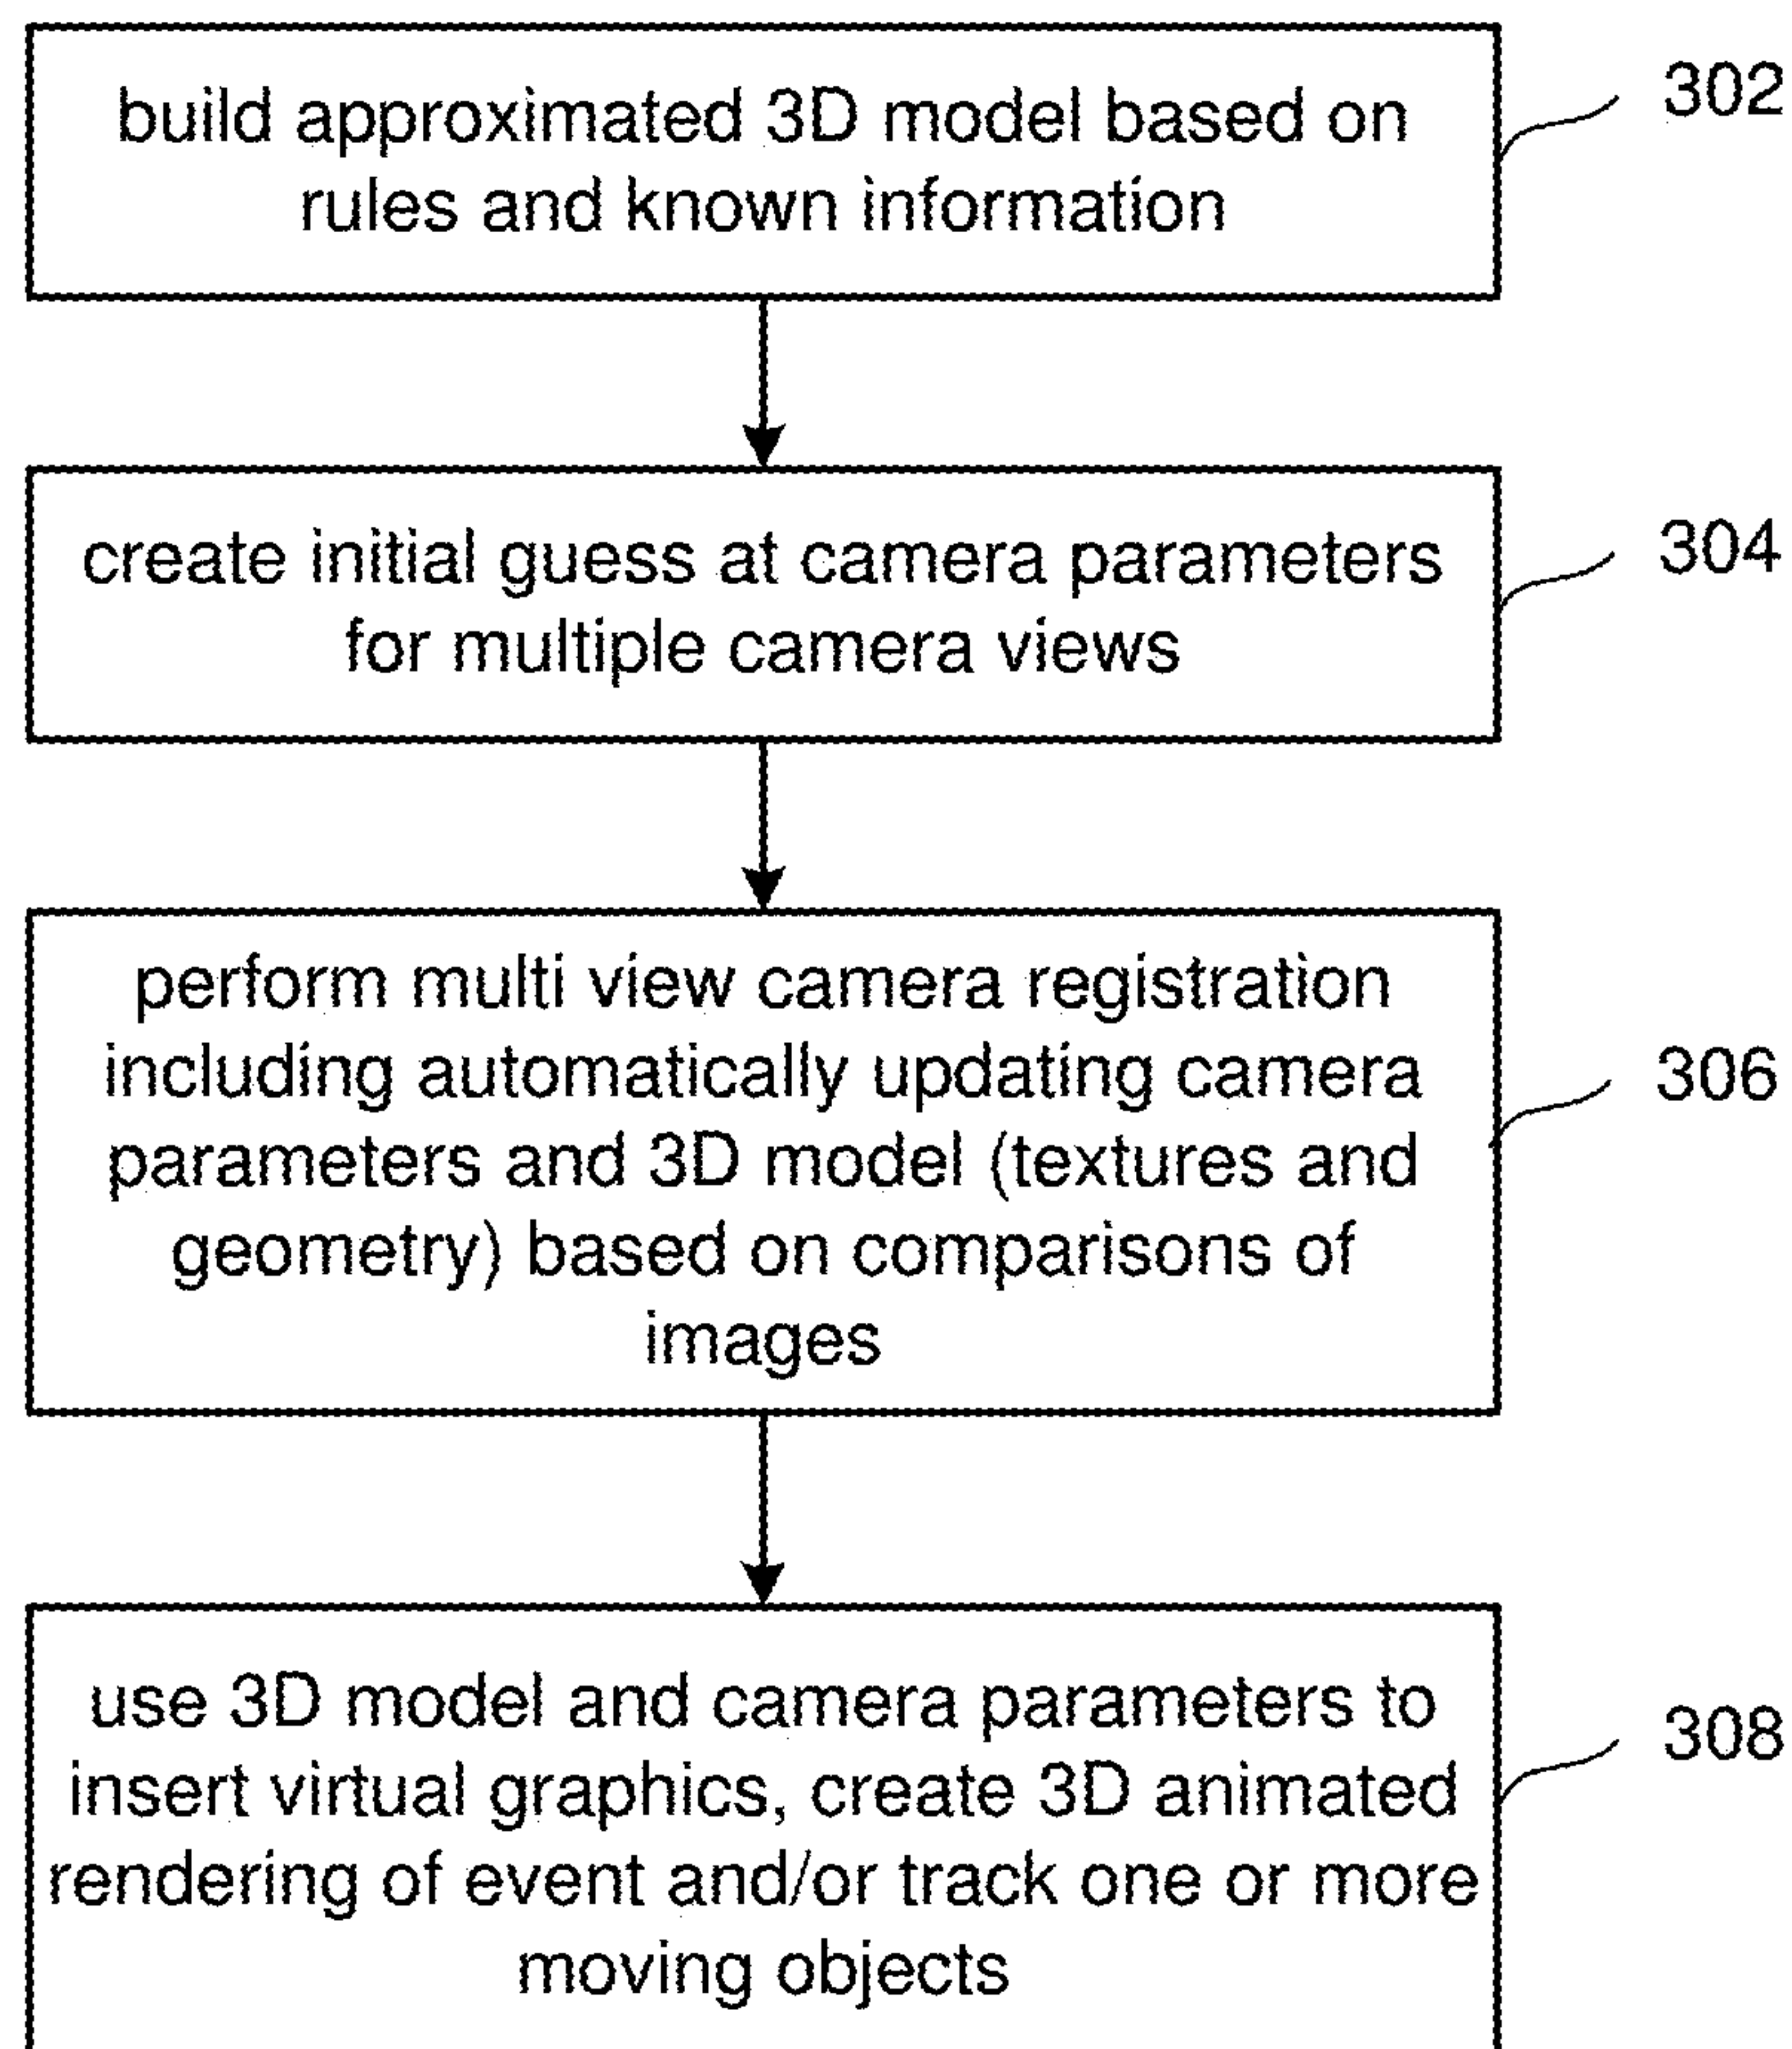 build approximated 3D model based on
rules and known information
302
create initial guess at camera parameters
for multiple camera views
304
perform multi view camera registration
including automatically updating camera
parameters and 3D model (textures and
geometry) based on comparisons of
images
306
use 3D model and camera parameters to
insert virtual graphics, create 3D animated
rendering of event and/or track one or more
moving objects
308